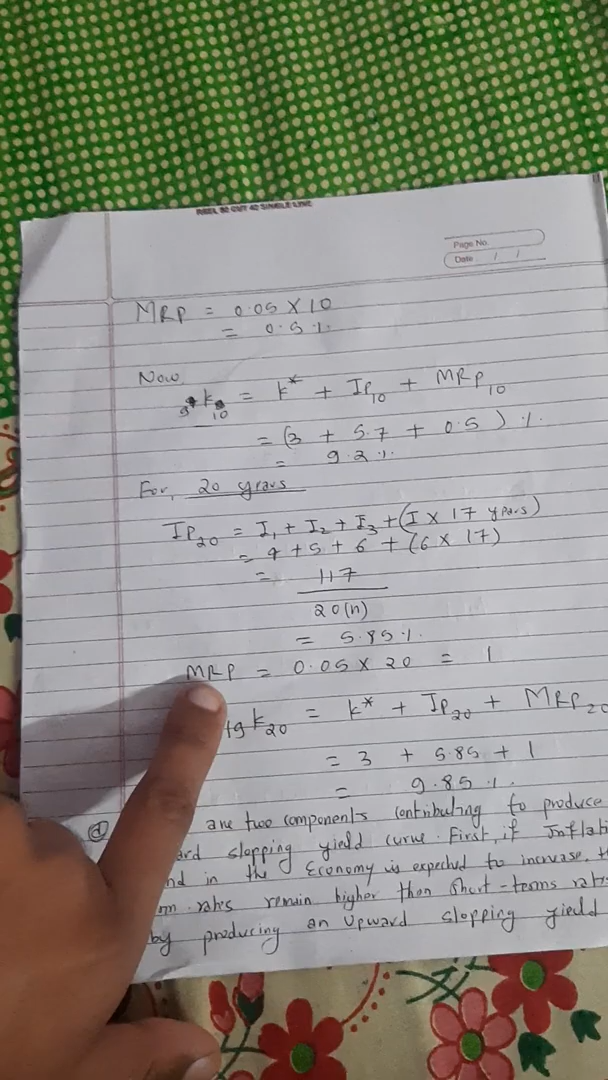 Page No.
Date / /
MRP = 0.05 X 10
= 0.5 %
Now
k10 = k* + IP10 + MRP10
= (3 + 5.7 + 0.5) %
= 9.2 %
For, 20 years
IP20 = I1 + I2 + I3 + (I X 17 years)
= 4 + 5 + 6 + (6 X 17)
= 117
20(n)
= 5.85 %
MRP = 0.05 X 20 = 1
k20 = k* + IP20 + MRP20
= 3 + 5.85 + 1
= 9.85 %
(d) are two components contributing to produce
ard slopping yield curve. First, if Inflati
nd in the Economy is expected to increase, th
rm rates remain higher than short-terms rat
by producing an upward slopping yield